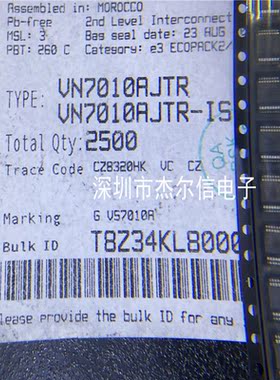 Assembled in: MOROCCO
Pb-free 2nd Level Interconnect
MSL: 3 Bag seal date: 23 AUG
PBT: 260 C Category: e3 ECOPACK2/
TYPE: VN7010AJTR
VN7010AJTR-IS
Total Qty: 2500
Trace Code CZ8320HK VC CZ
深圳市杰尔信电子
Marking G VS7010A
Bulk ID T8Z34KL8000
lease provide the bulk ID for any